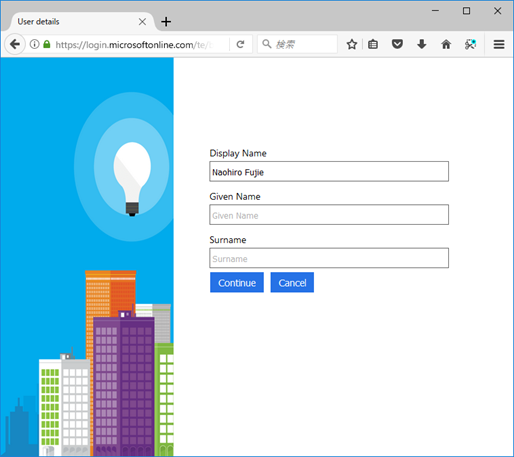 User details
https://login.microsoftonline.com/te/
検索
Display Name
Naohiro Fujie
Given Name
Given Name
Surname
Surname
Continue Cancel